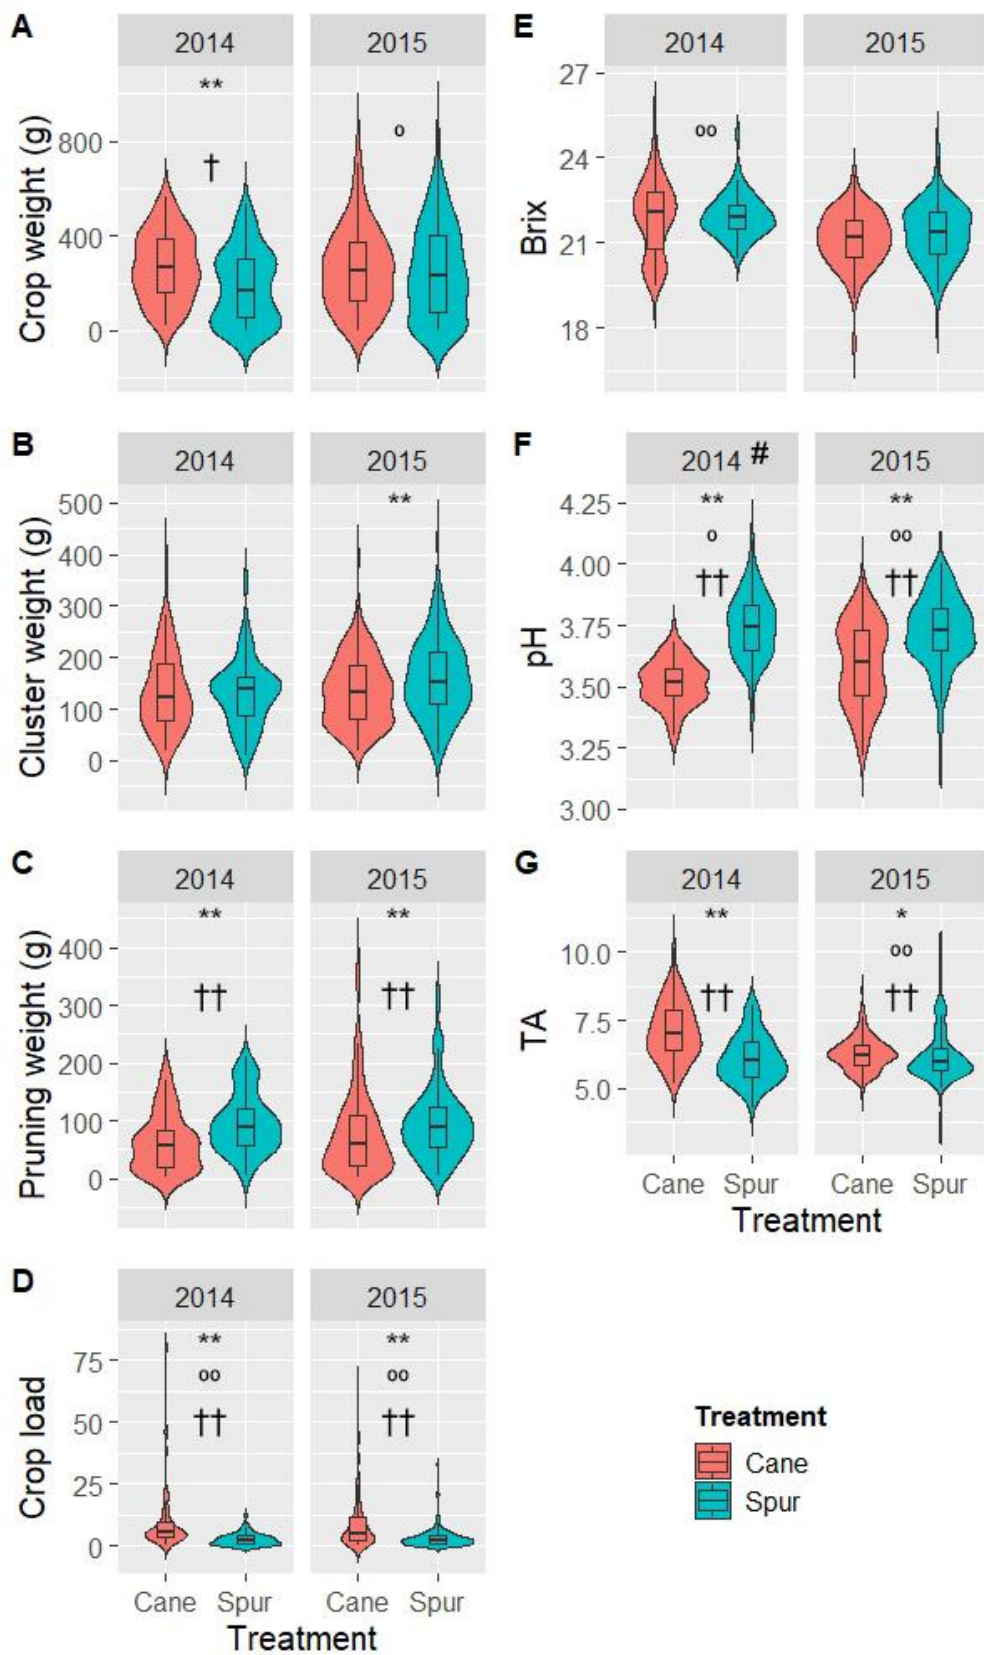 A
2014
2015
**
o
†
Crop weight (g)
800
400
0
B
2014
2015
**
Cluster weight (g)
500
400
300
200
100
0
C
2014
2015
**
**
††
††
Pruning weight (g)
400
300
200
100
0
D
2014
2015
**
**
oo
oo
††
††
Crop load
75
50
25
0
Cane Spur
Cane Spur
Treatment
E
2014
2015
oo
Brix
27
24
21
18
F
2014 #
2015
**
**
o
oo
††
††
pH
4.25
4.00
3.75
3.50
3.25
3.00
G
2014
2015
**
*
oo
††
††
TA
10.0
7.5
5.0
Cane Spur
Cane Spur
Treatment
Treatment
Cane
Spur